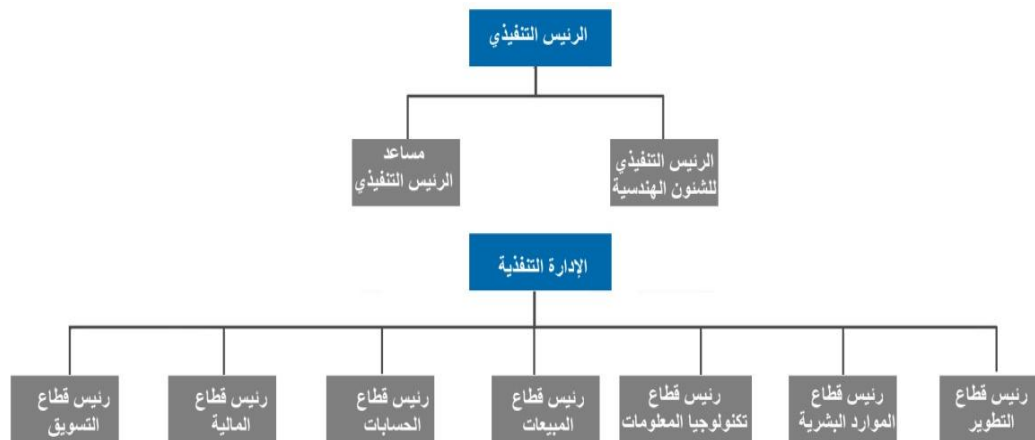 الرئيس التنفيذي
الرئيس التنفيذي
للشئون الهندسية
مساعد
الرئيس التنفيذي
الإدارة التنفذية
رئيس قطاع
التطوير
رئيس قطاع
الموارد البشرية
رئيس قطاع
تكنولوجيا المعلومات
رئيس قطاع
المبيعات
رئيس قطاع
الحسابات
رئيس قطاع
المالية
رئيس قطاع
التسويق